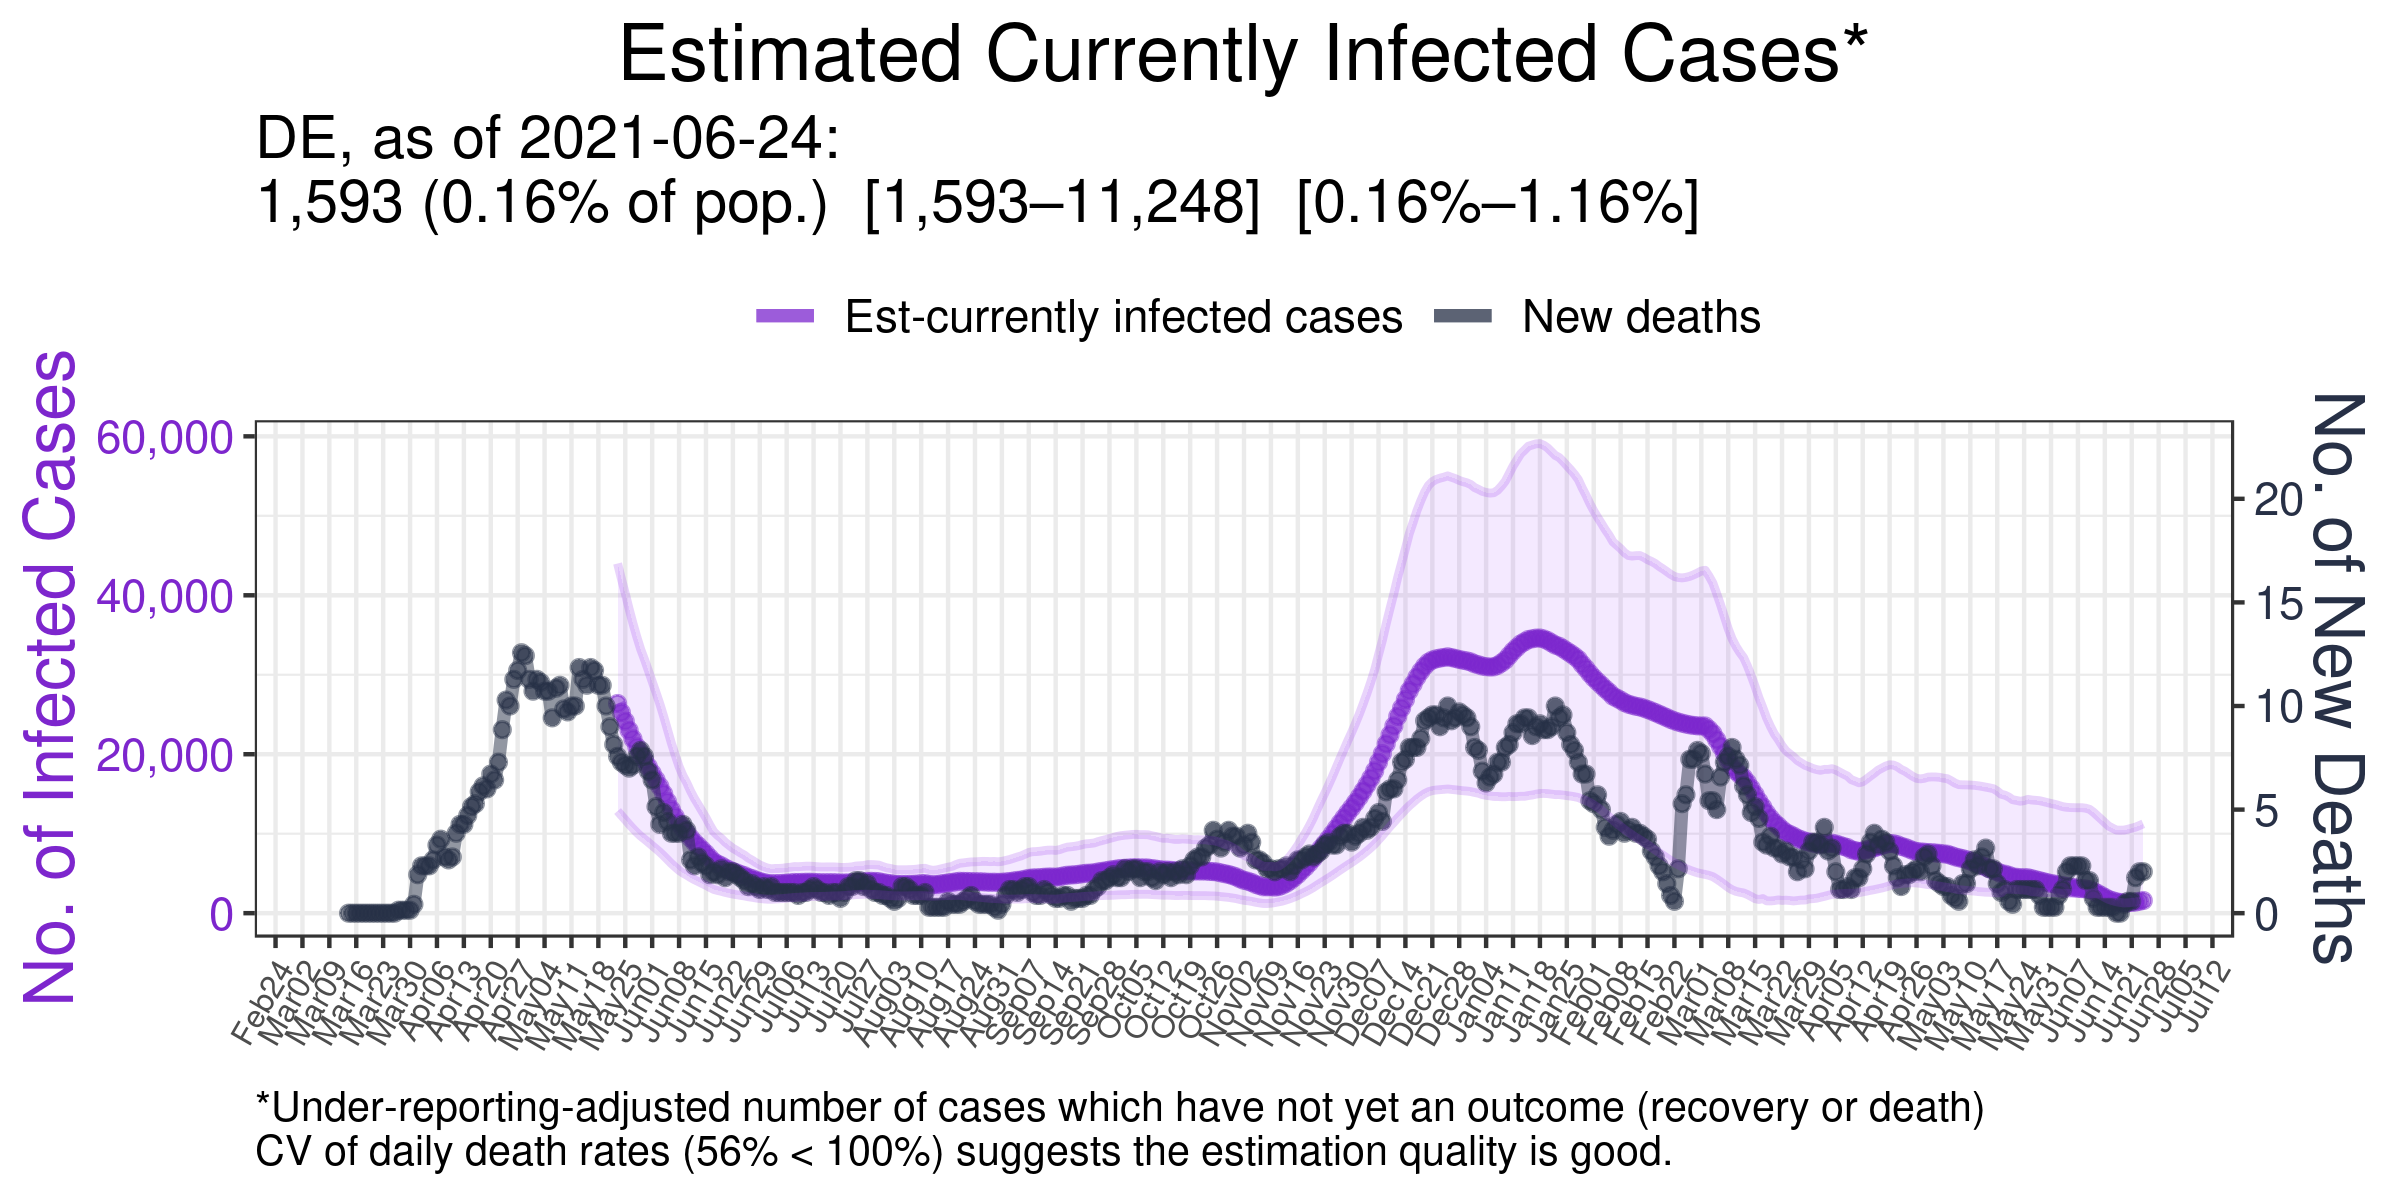 Estimated Currently Infected Cases*
DE, as of 2021-06-24:
1,593 (0.16% of pop.) [1,593–11,248] [0.16%–1.16%]
Est-currently infected cases New deaths
No. of Infected Cases
60,000
40,000
20,000
0
No. of New Deaths
20
15
10
5
0
Feb24 Mar02 Mar09 Mar16 Mar23 Mar30 Apr06 Apr13 Apr20 Apr27 May04 May11 May18 May25 Jun01 Jun08 Jun15 Jun22 Jun29 Jul06 Jul13 Jul20 Jul27 Aug03 Aug10 Aug17 Aug24 Aug31 Sep07 Sep14 Sep21 Sep28 Oct05 Oct12 Oct19 Oct26 Nov02 Nov09 Nov16 Nov23 Nov30 Dec07 Dec14 Dec21 Dec28 Jan04 Jan11 Jan18 Jan25 Feb01 Feb08 Feb15 Feb22 Mar01 Mar08 Mar15 Mar22 Mar29 Apr05 Apr12 Apr19 Apr26 May03 May10 May17 May24 May31 Jun07 Jun14 Jun21 Jun28 Jul05 Jul12
*Under-reporting-adjusted number of cases which have not yet an outcome (recovery or death)
CV of daily death rates (56% < 100%) suggests the estimation quality is good.